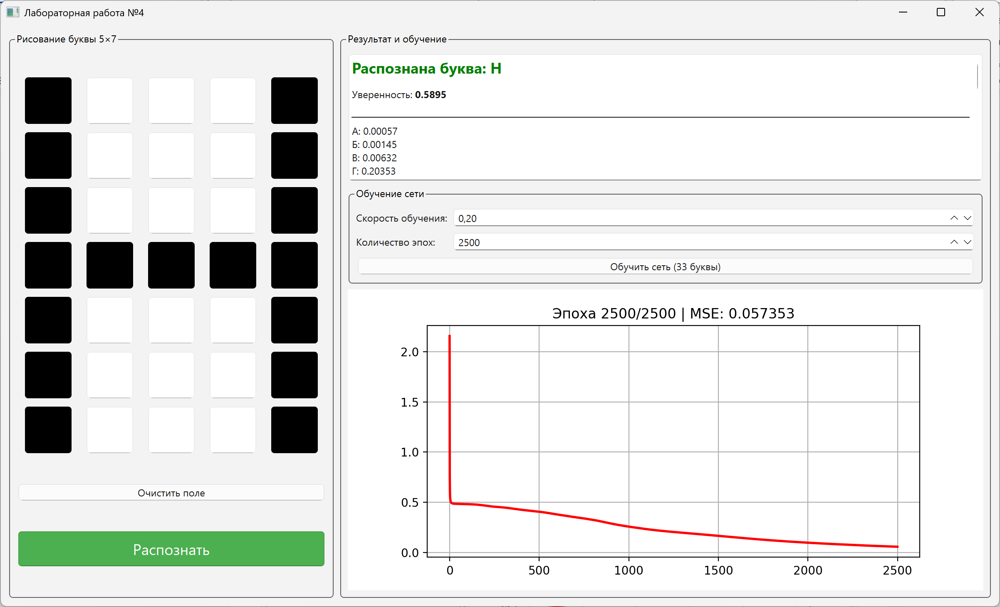 Лабораторная работа №4
Рисование буквы 5×7
Очистить поле
Распознать
Результат и обучение
Распознана буква: Н
Уверенность: 0.5895
А: 0.00057
Б: 0.00145
В: 0.00632
Г: 0.20353
Обучение сети
Скорость обучения: 0,20
Количество эпох: 2500
Обучить сеть (33 буквы)
Эпоха 2500/2500 | MSE: 0.057353
2.0
1.5
1.0
0.5
0.0
0 500 1000 1500 2000 2500